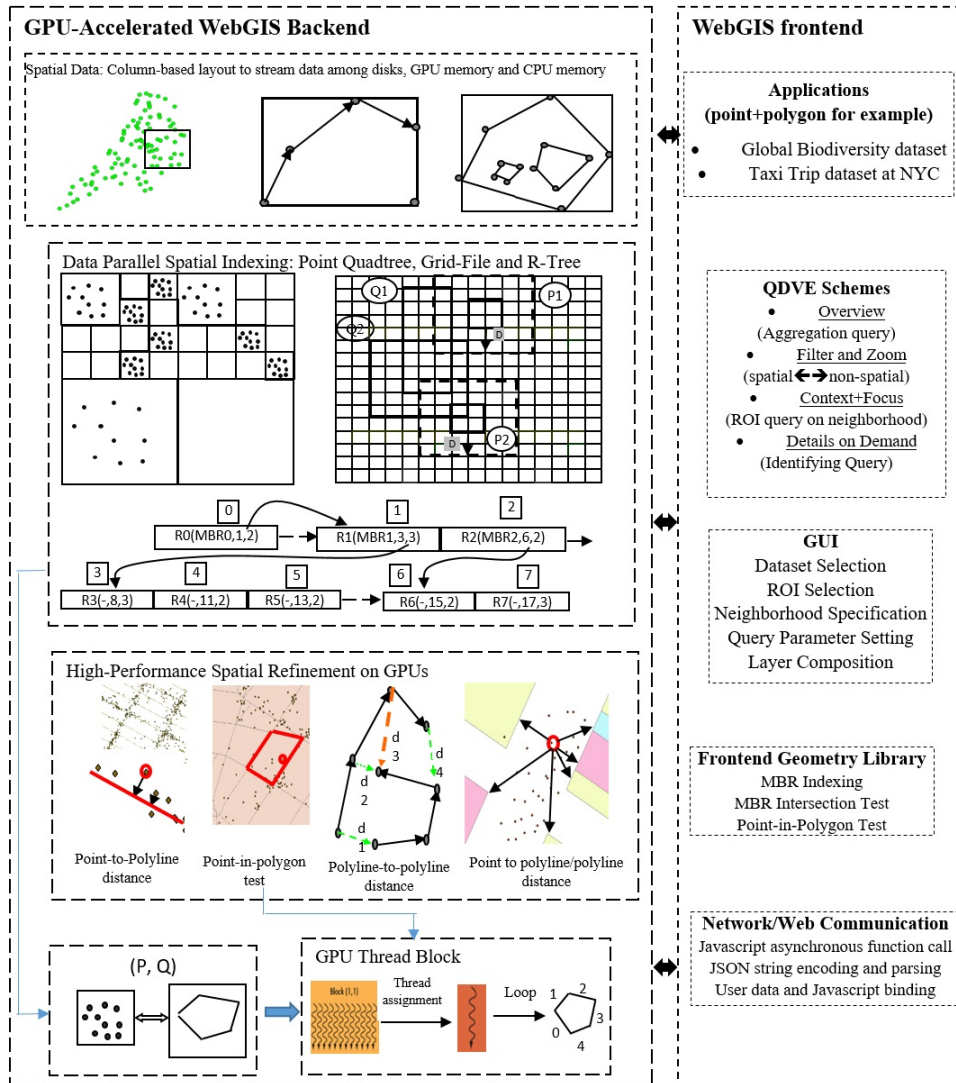 GPU-Accelerated WebGIS Backend
Spatial Data: Column-based layout to stream data among disks, GPU memory and CPU memory
Data Parallel Spatial Indexing: Point Quadtree, Grid-File and R-Tree
Q1
P1
Q2
D
D
P2
0
1
2
R0(MBR0,1,2)
R1(MBR1,3,3)
R2(MBR2,6,2)
3
4
5
6
7
R3(-,8,3)
R4(-,11,2)
R5(-,13,2)
R6(-,15,2)
R7(-,17,3)
High-Performance Spatial Refinement on GPUs
d
3
d
4
d
2
d
1
Point-to-Polyline
distance
Point-in-polygon
test
Polyline-to-polyline
distance
Point to polyline/polyline
distance
(P, Q)
GPU Thread Block
Block (1,1)
Thread
assignment
Loop
1
2
3
0
4
WebGIS frontend
Applications
(point+polygon for example)
• Global Biodiversity dataset
• Taxi Trip dataset at NYC
QDVE Schemes
• Overview
(Aggregation query)
• Filter and Zoom
(spatial non-spatial)
• Context+Focus
(ROI query on neighborhood)
• Details on Demand
(Identifying Query)
GUI
Dataset Selection
ROI Selection
Neighborhood Specification
Query Parameter Setting
Layer Composition
Frontend Geometry Library
MBR Indexing
MBR Intersection Test
Point-in-Polygon Test
Network/Web Communication
Javascript asynchronous function call
JSON string encoding and parsing
User data and Javascript binding